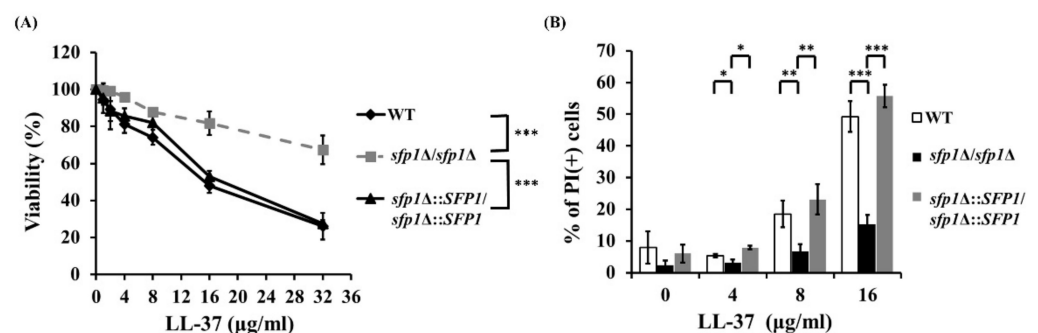 (A)
120
100
80
60
40
20
0
Viability (%)
0 4 8 12 16 20 24 28 32 36
LL-37 (μg/ml)
WT
sfp1Δ/sfp1Δ
sfp1Δ::SFP1/
sfp1Δ::SFP1
***
***
(B)
70
60
50
40
30
20
10
0
% of PI(+) cells
* * ** ** *** ***
0 4 8 16
LL-37 (μg/ml)
WT
sfp1Δ/sfp1Δ
sfp1Δ::SFP1/
sfp1Δ::SFP1